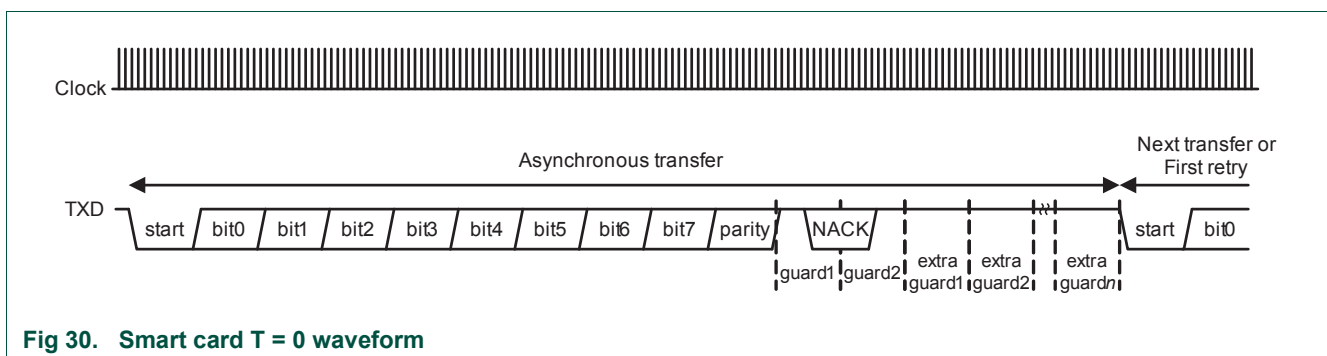 Clock
Asynchronous transfer
Next transfer or
First retry
TXD
start bit0 bit1 bit2 bit3 bit4 bit5 bit6 bit7 parity NACK start bit0
guard1 guard2 extra guard1 extra guard2 extra guardn
Fig 30. Smart card T = 0 waveform